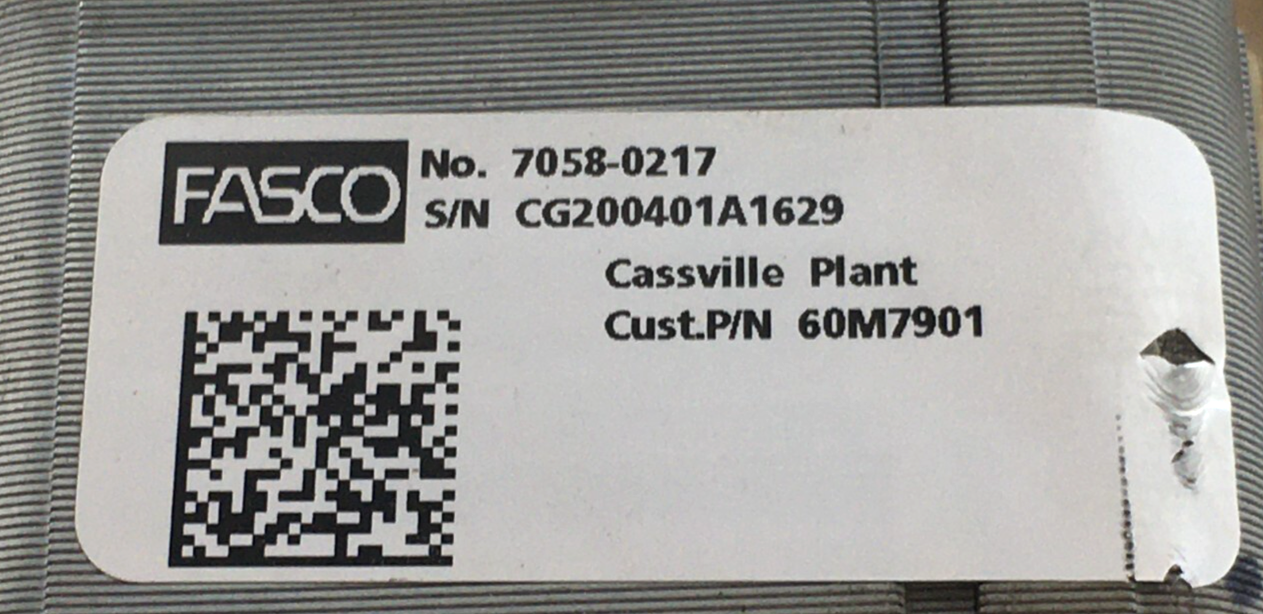 FASCO
No. 7058-0217
S/N CG200401A1629
Cassville Plant
Cust.P/N 60M7901